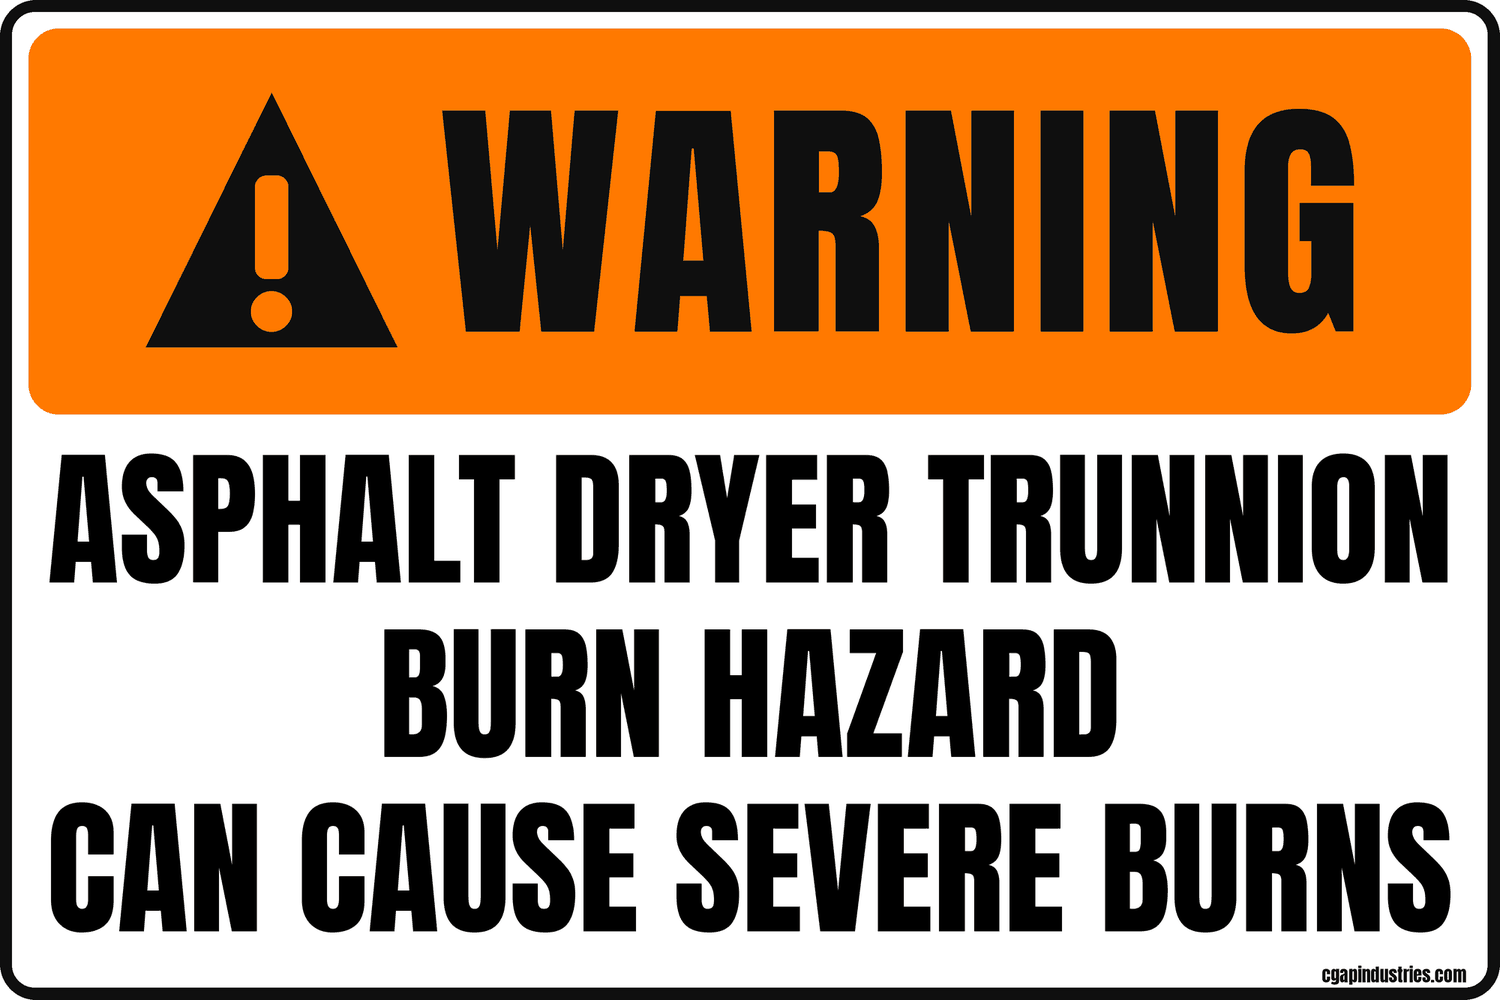 WARNING
ASPHALT DRYER TRUNNION
BURN HAZARD
CAN CAUSE SEVERE BURNS
cgapindustries.com